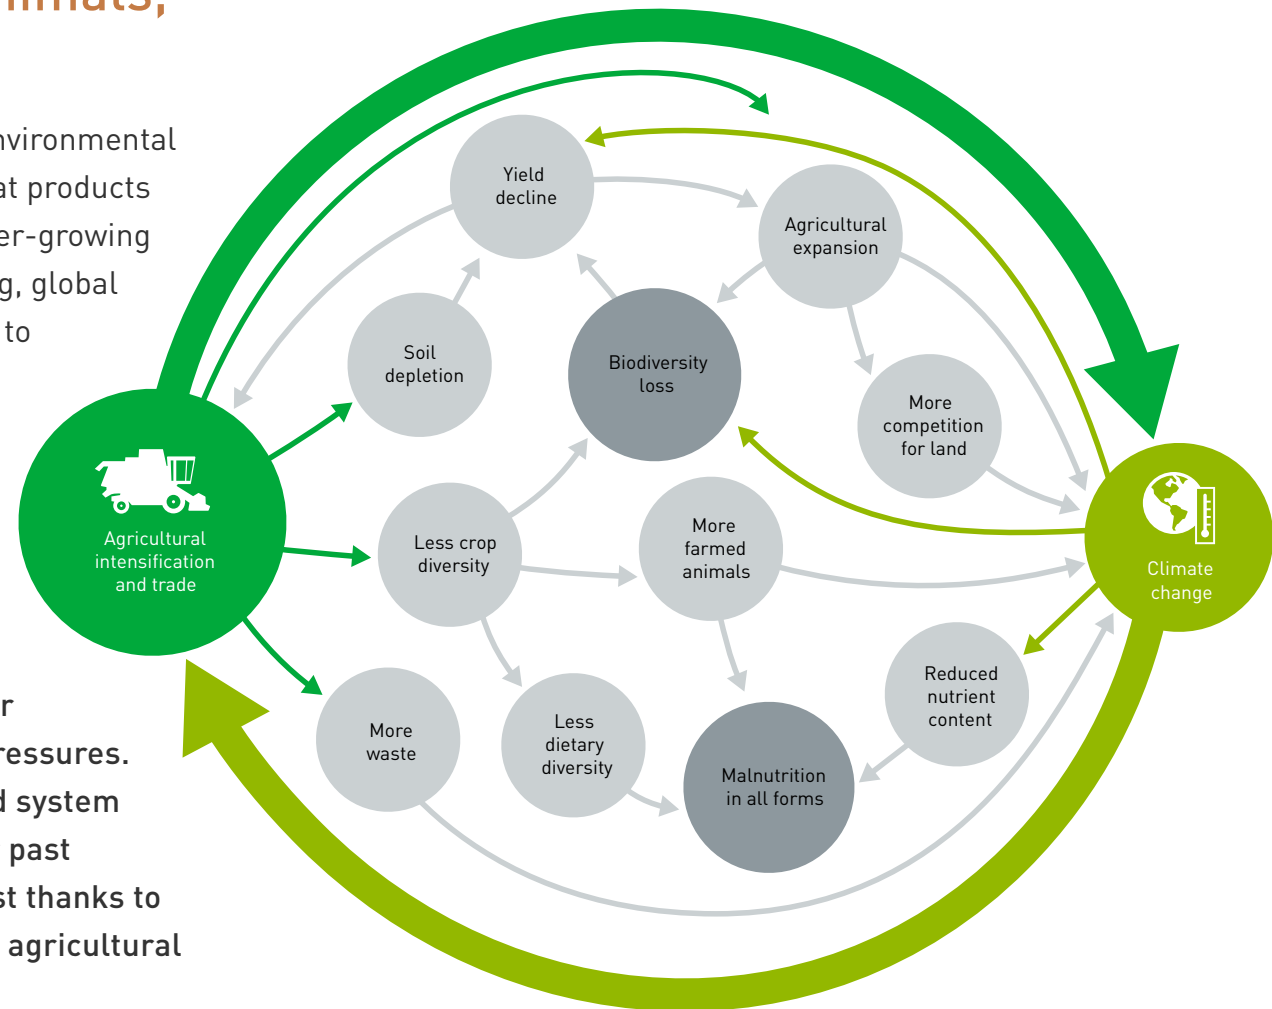 nimals,
nvironmental
at products
er-growing
g, global
to
r
ressures.
d system
past
st thanks to
agricultural
Yield
decline
Agricultural
expansion
Soil
depletion
Biodiversity
loss
More
competition
for land
Agricultural
intensification
and trade
Less crop
diversity
More
farmed
animals
Climate
change
More
waste
Less
dietary
diversity
Malnutrition
in all forms
Reduced
nutrient
content